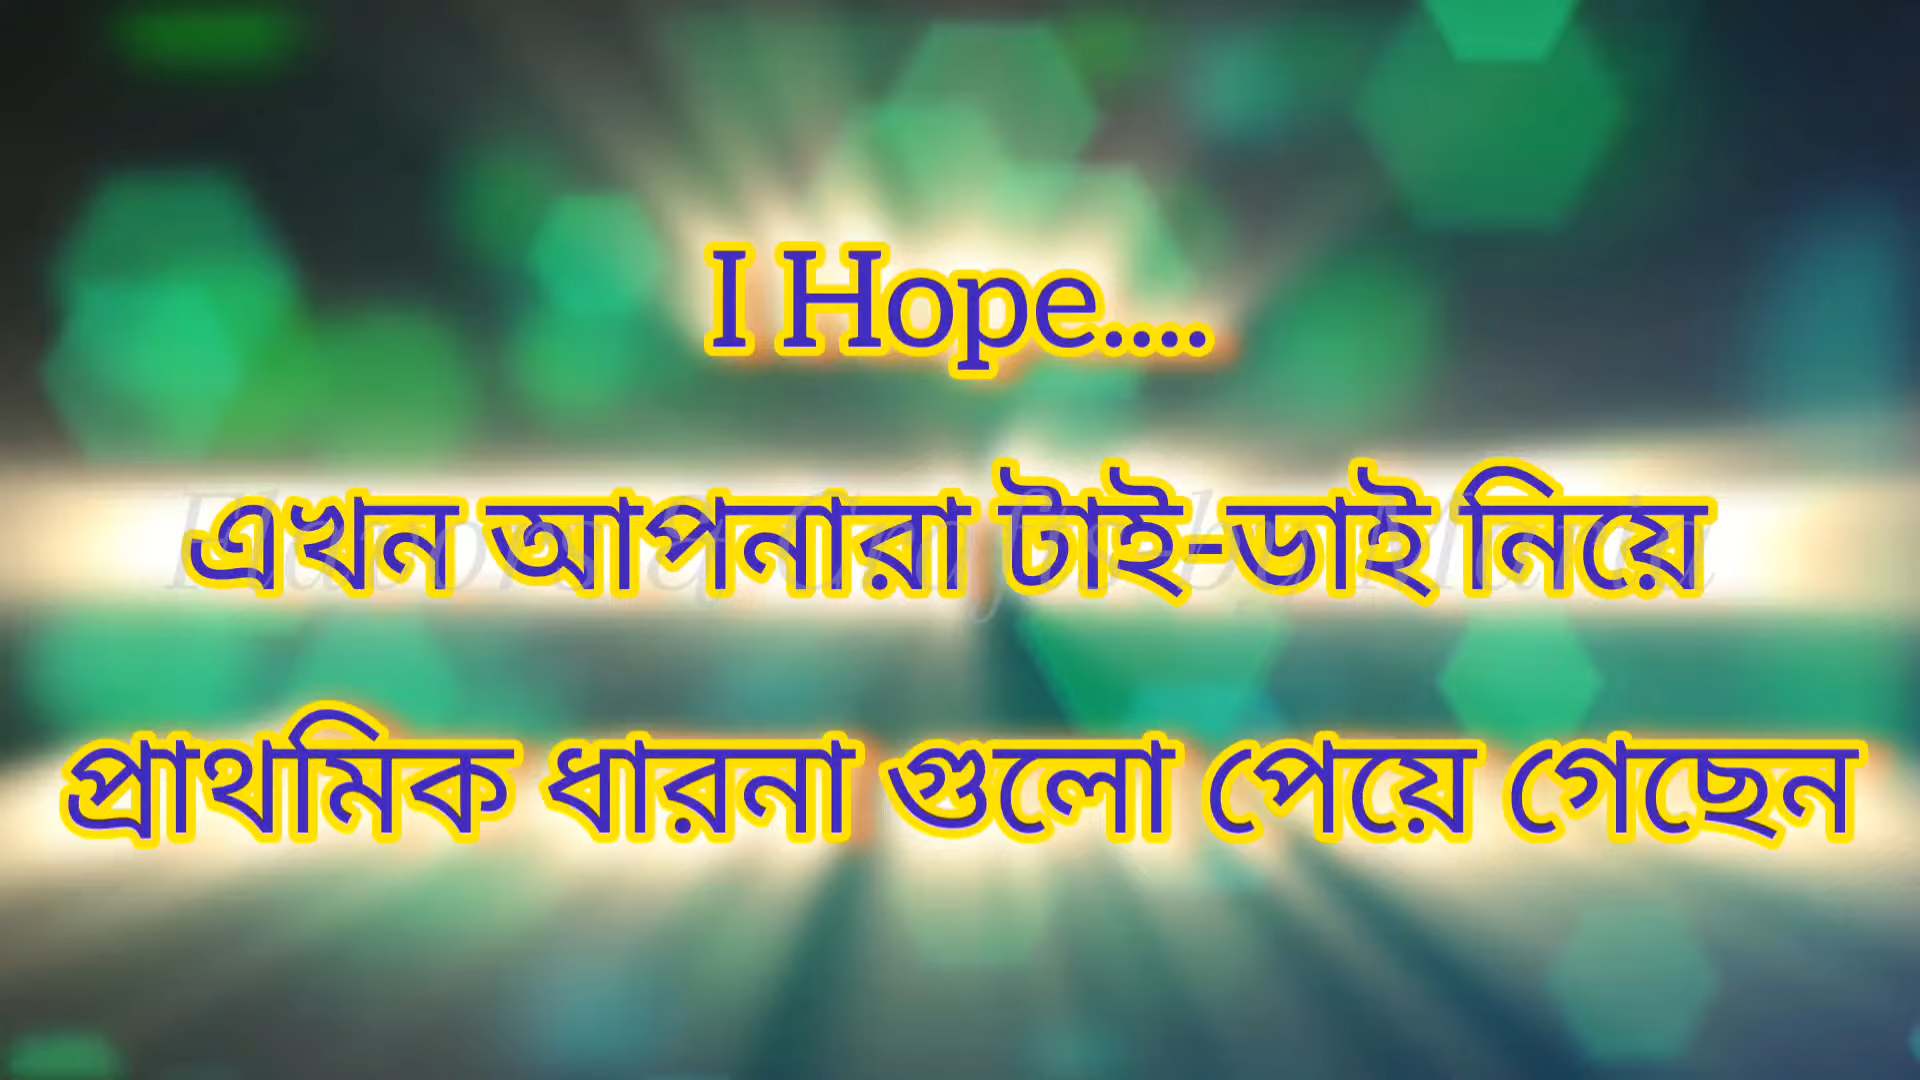 I Hope....
এখন আপনারা টাই-ডাই নিয়ে
প্রাথমিক ধারনা গুলো পেয়ে গেছেন